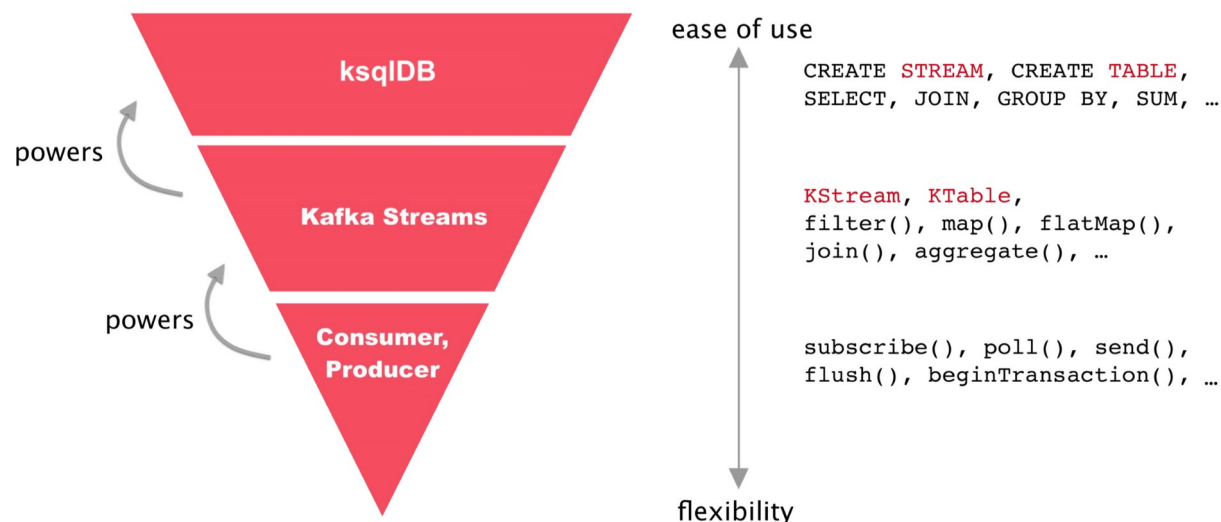 ksqlDB
Kafka Streams
Consumer,
Producer
powers
powers
ease of use
CREATE STREAM, CREATE TABLE,
SELECT, JOIN, GROUP BY, SUM, …
KStream, KTable,
filter(), map(), flatMap(),
join(), aggregate(), …
subscribe(), poll(), send(),
flush(), beginTransaction(), …
flexibility